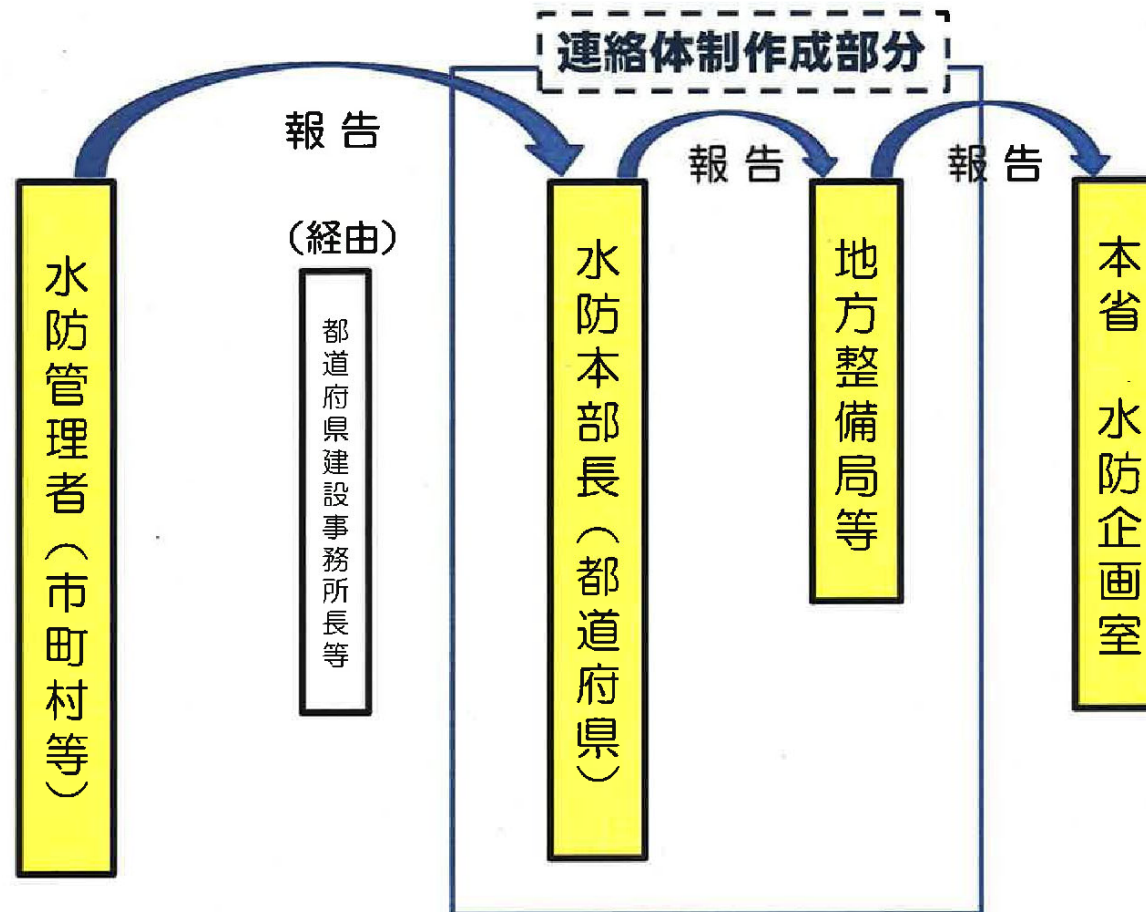 連絡体制作成部分
報告
報告
報告
(経由)
水防管理者(市町村等)
都道府県建設事務所長等
水防本部長(都道府県)
地方整備局等
本省 水防企画室